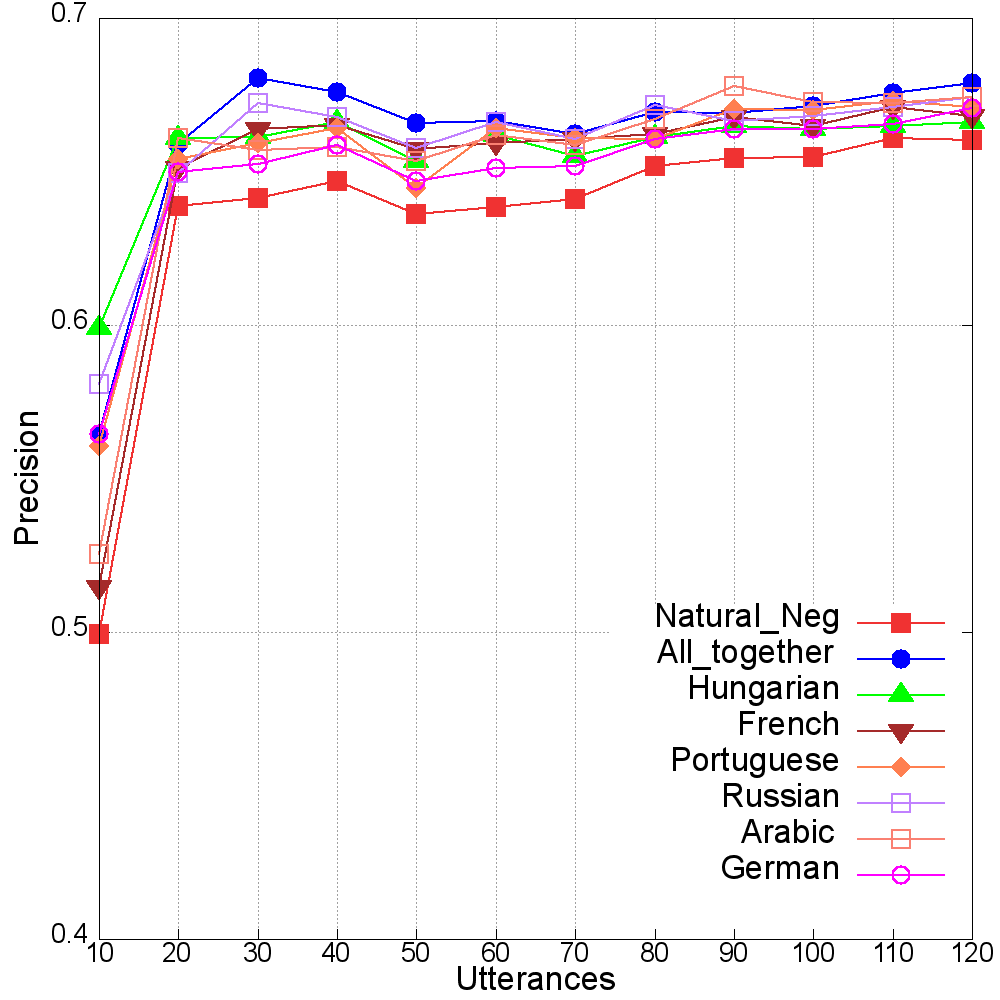 0.7
0.6
0.5
0.4
Precision
10 20 30 40 50 60 70 80 90 100 110 120
Utterances
Natural_Neg
All_together
Hungarian
French
Portuguese
Russian
Arabic
German